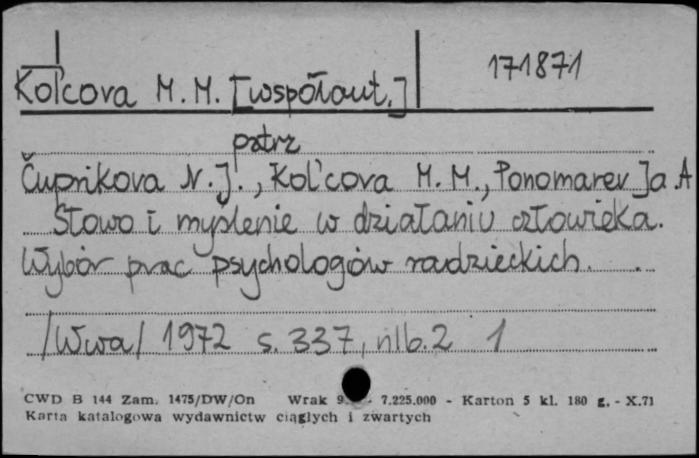 Kol'cova M. M. [współaut.]
171871
patrz
Čuprikova N. J., Kol'cova M. M., Ponomarev Ja. A
Słowo i myślenie w działaniu człowieka.
Wybór prac psychologów radzieckich.
/Wwa/ 1972 s. 337, nlb. 2 1
CWD B 144 Zam. 1475/DW/On Wrak 7.225.000 - Karton 5 kl. 180 g. - X.71
Karta katalogowa wydawnictw ciągłych i zwartych